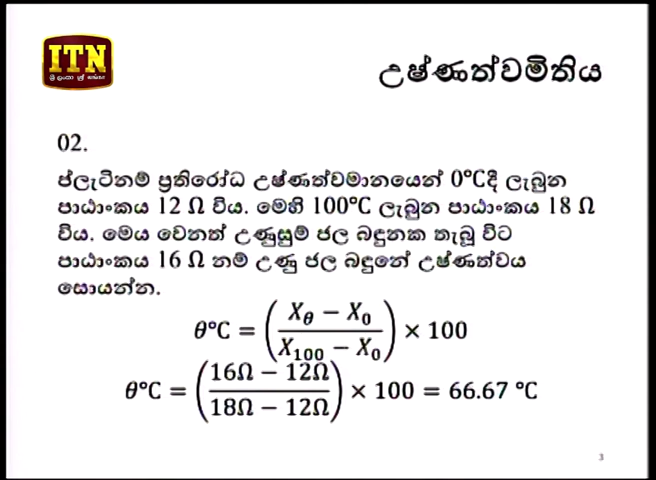 ITN
ශ්‍රී ලංකා ශ්‍රී සම්පා
උෂ්ණත්වමිතිය
02.
ප්ලැටිනම් ප්‍රතිරෝධ උෂ්ණත්වමානයෙන් 0°Cදී ලැබුන
පාඨාංකය 12 Ω විය. මෙහි 100°C ලැබුන පාඨාංකය 18 Ω
විය. මෙය වෙනත් උණුසුම් ජල බඳුනක තැබූ විට
පාඨාංකය 16 Ω නම් උණු ජල බඳුනේ උෂ්ණත්වය
සොයන්න.
θ°C = ((X_θ − X_0)/(X_100 − X_0)) × 100
θ°C = ((16Ω − 12Ω)/(18Ω − 12Ω)) × 100 = 66.67 °C
3